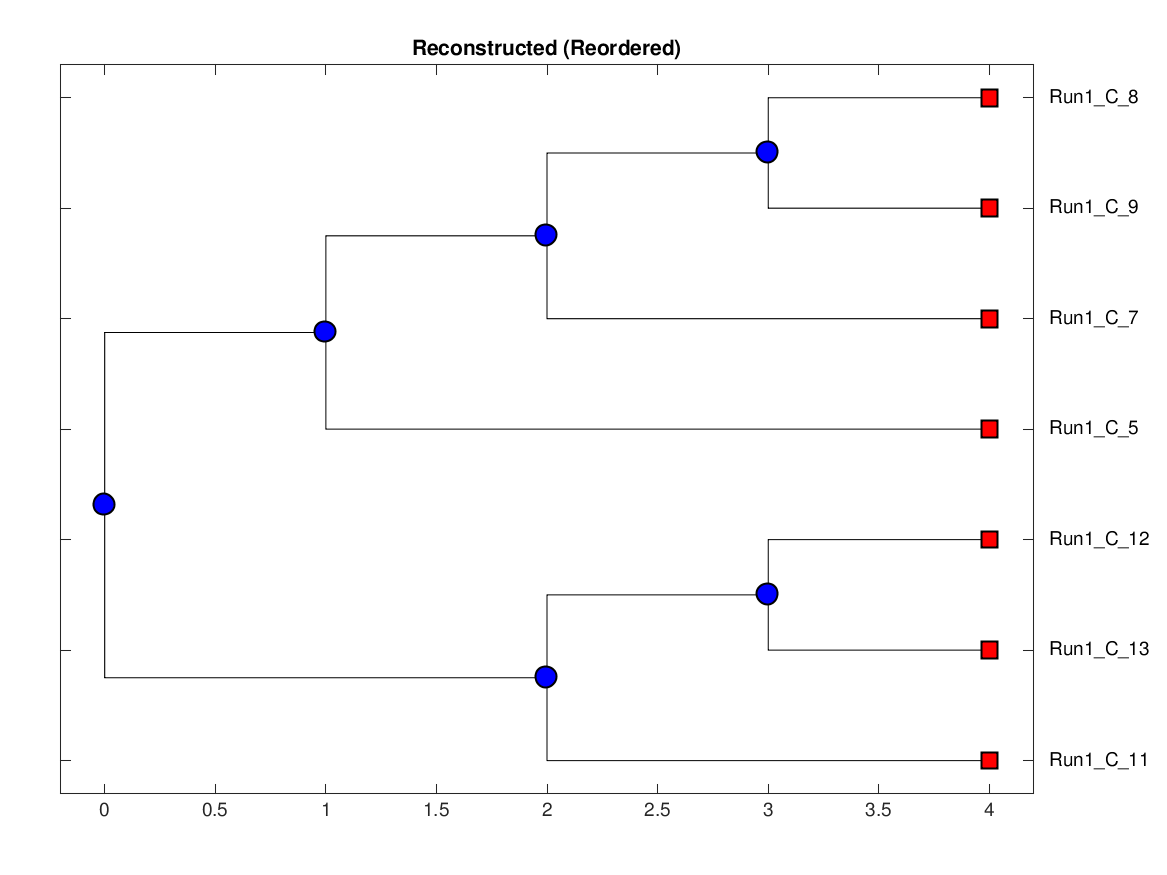 Reconstructed (Reordered)
Run1_C_8
Run1_C_9
Run1_C_7
Run1_C_5
Run1_C_12
Run1_C_13
Run1_C_11
0 0.5 1 1.5 2 2.5 3 3.5 4